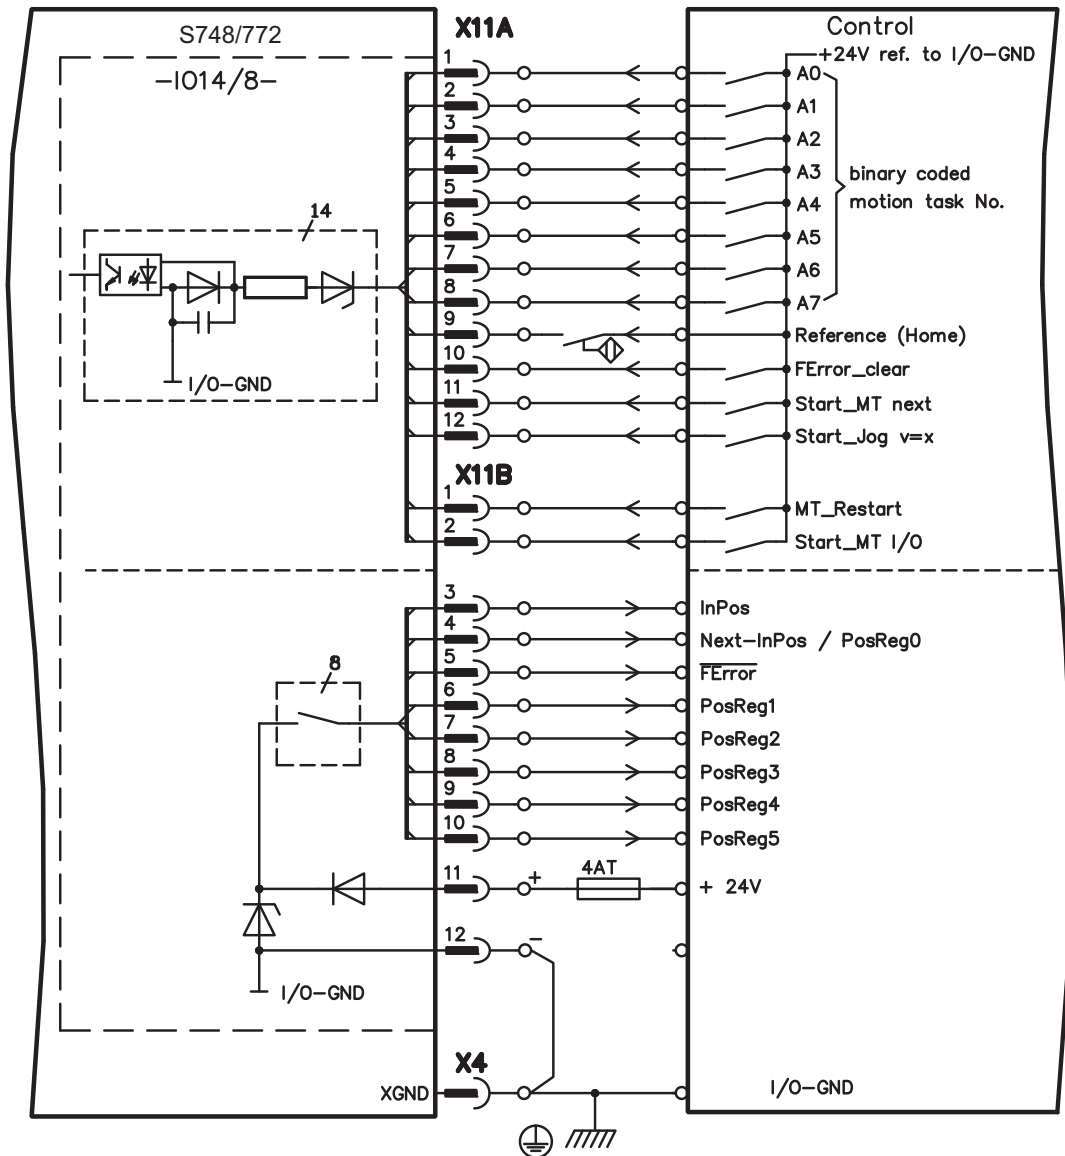 S748/772
-I014/8-
14
I/O-GND
8
I/O-GND
XGND
X11A
1
2
3
4
5
6
7
8
9
10
11
12
X11B
1
2
3
4
5
6
7
8
9
10
11
12
+
4AT
-
X4
Control
+24V ref. to I/O-GND
A0
A1
A2
A3
A4
A5
A6
A7
binary coded
motion task No.
Reference (Home)
FError_clear
Start_MT next
Start_Jog v=x
MT_Restart
Start_MT I/O
InPos
Next-InPos / PosReg0
FError
PosReg1
PosReg2
PosReg3
PosReg4
PosReg5
+ 24V
I/O-GND